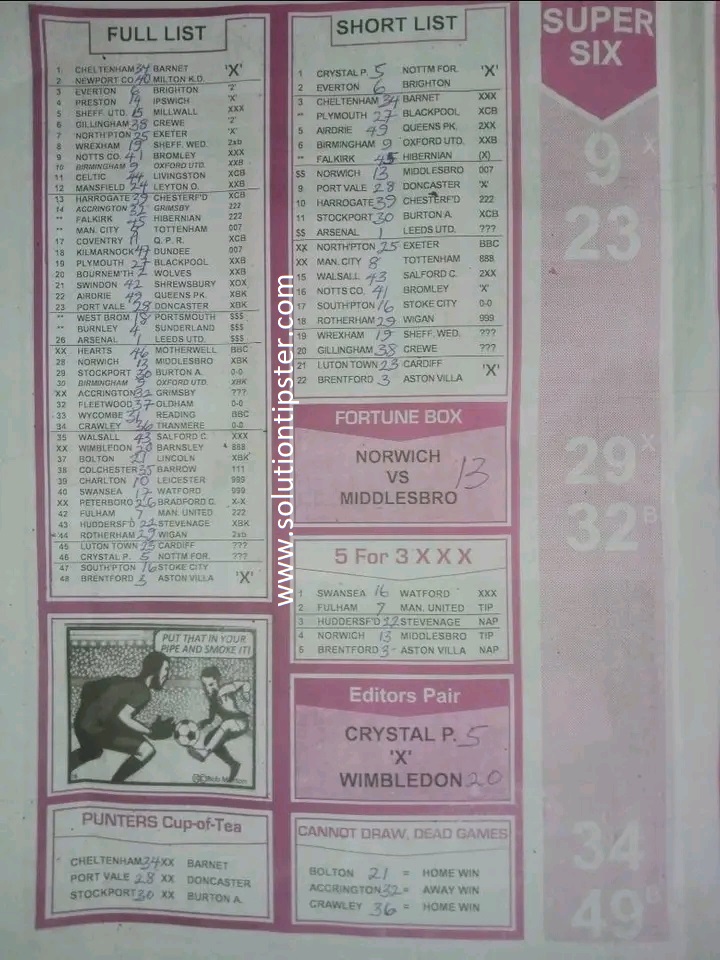 FULL LIST
1 CHELTENHAM 34 BARNET 'X'
2 NEWPORT CO 40 MILTON K.D.
3 EVERTON 6 BRIGHTON 'Z'
4 PRESTON 14 IPSWICH 'X'
5 SHEFF. UTD. 15 MILLWALL XXX
6 GILLINGHAM 38 CREWE 'Z'
7 NORTH'PTON 25 EXETER 'X'
8 WREXHAM 19 SHEFF. WED. 2xb
9 NOTTS CO. 41 BROMLEY XXX
10 BIRMINGHAM 9 OXFORD UTD. XXB
11 CELTIC 44 LIVINGSTON XCB
12 MANSFIELD 24 LEYTON O. XXB
13 HARROGATE 39 CHESTERF'D XCB
14 ACCRINGTON 32 GRIMSBY 222
** FALKIRK 45 HIBERNIAN 222
** MAN. CITY 8 TOTTENHAM 007
17 COVENTRY 11 Q. P. R. XCB
18 KILMARNOCK 47 DUNDEE 007
19 PLYMOUTH 27 BLACKPOOL XXB
20 BOURNEM'TH 2 WOLVES XXB
21 SWINDON 42 SHREWSBURY XOX
22 AIRDRIE 49 QUEENS PK. XBK
23 PORT VALE 28 DONCASTER XBK
** WEST BROM 18 PORTSMOUTH $$$
** BURNLEY 4 SUNDERLAND $$$
26 ARSENAL 1 LEEDS UTD. $$$
XX HEARTS 46 MOTHERWELL BBC
28 NORWICH 13 MIDDLESBRO XBK
29 STOCKPORT 30 BURTON A. 0-0
30 BIRMINGHAM 9 OXFORD UTD. XBK
XX ACCRINGTON 32 GRIMSBY ???
32 FLEETWOOD 37 OLDHAM 0-0
33 WYCOMBE 31 READING BBC
34 CRAWLEY 36 TRANMERE 0-0
35 WALSALL 43 SALFORD C. XXX
XX WIMBLEDON 20 BARNSLEY 888
37 BOLTON 21 LINCOLN XBK
38 COLCHESTER 35 BARROW 111
39 CHARLTON 10 LEICESTER 999
40 SWANSEA 17 WATFORD 999
XX PETERBORO 26 BRADFORD C. X-X
42 FULHAM 7 MAN. UNITED 222
43 HUDDERSF'D 22 STEVENAGE XBK
44 ROTHERHAM 29 WIGAN 2xb
45 LUTON TOWN 23 CARDIFF ???
46 CRYSTAL P. 5 NOTTM FOR. ???
47 SOUTH'PTON 16 STOKE CITY
48 BRENTFORD 3 ASTON VILLA 'X'
SHORT LIST
1 CRYSTAL P. 5 NOTTM FOR. 'X'
2 EVERTON 6 BRIGHTON
3 CHELTENHAM 34 BARNET XXX
** PLYMOUTH 27 BLACKPOOL XCB
5 AIRDRIE 49 QUEENS PK. 2XX
6 BIRMINGHAM 9 OXFORD UTD. XXB
** FALKIRK 45 HIBERNIAN (X)
$$ NORWICH 13 MIDDLESBRO 007
9 PORT VALE 28 DONCASTER 'X'
10 HARROGATE 39 CHESTERF'D 222
11 STOCKPORT 30 BURTON A. XCB
$$ ARSENAL 1 LEEDS UTD. ???
XX NORTH'PTON 25 EXETER BBC
XX MAN. CITY 8 TOTTENHAM 888
15 WALSALL 43 SALFORD C. 2XX
16 NOTTS CO. 41 BROMLEY 'X'
17 SOUTH'PTON 16 STOKE CITY 0-0
18 ROTHERHAM 29 WIGAN 999
19 WREXHAM 19 SHEFF. WED. ???
20 GILLINGHAM 38 CREWE ???
21 LUTON TOWN 23 CARDIFF 'X'
22 BRENTFORD 3 ASTON VILLA
FORTUNE BOX
NORWICH
VS 13
MIDDLESBRO
5 For 3 X X X
1 SWANSEA 16 WATFORD XXX
2 FULHAM 7 MAN. UNITED TIP
3 HUDDERSF'D 22 STEVENAGE NAP
4 NORWICH 13 MIDDLESBRO TIP
5 BRENTFORD 3 ASTON VILLA NAP
Editors Pair
CRYSTAL P. 5
'X'
WIMBLEDON 20
PUT THAT IN YOUR
PIPE AND SMOKE IT!
PUNTERS Cup-of-Tea
CHELTENHAM 34 XX BARNET
PORT VALE 28 XX DONCASTER
STOCKPORT 30 XX BURTON A.
CANNOT DRAW, DEAD GAMES
BOLTON 21 = HOME WIN
ACCRINGTON 32 = AWAY WIN
CRAWLEY 36 = HOME WIN
SUPER
SIX
9 X
23
29 X
32 B
34
49 B
www.solutiontipster.com